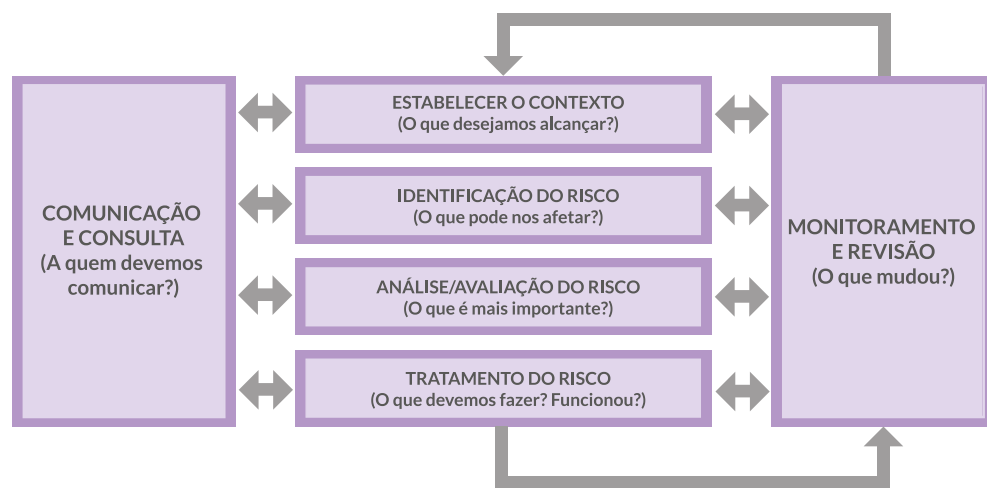 COMUNICAÇÃO
E CONSULTA
(A quem devemos
comunicar?)
ESTABELECER O CONTEXTO
(O que desejamos alcançar?)
IDENTIFICAÇÃO DO RISCO
(O que pode nos afetar?)
ANÁLISE/AVALIAÇÃO DO RISCO
(O que é mais importante?)
TRATAMENTO DO RISCO
(O que devemos fazer? Funcionou?)
MONITORAMENTO
E REVISÃO
(O que mudou?)